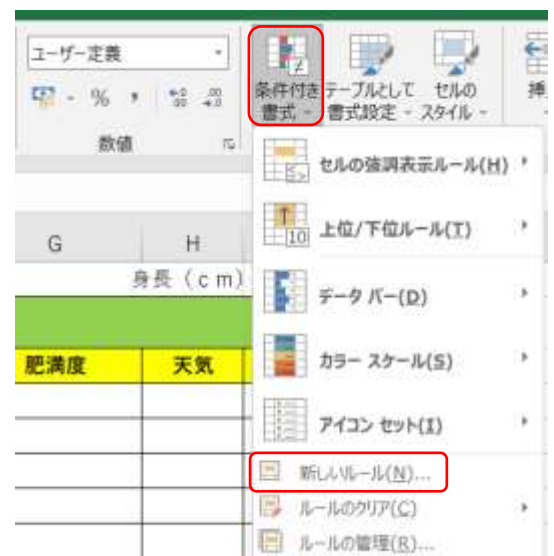 ユーザー定義
% ,
条件付き
書式
テーブルとして
書式設定
セルの
スタイル
挿
数値
セルの強調表示ルール(H)
上位/下位ルール(T)
10
G
H
身長（ｃｍ）
データ バー(D)
肥満度
天気
カラー スケール(S)
アイコン セット(I)
新しいルール(N)...
ルールのクリア(C)
ルールの管理(R)...